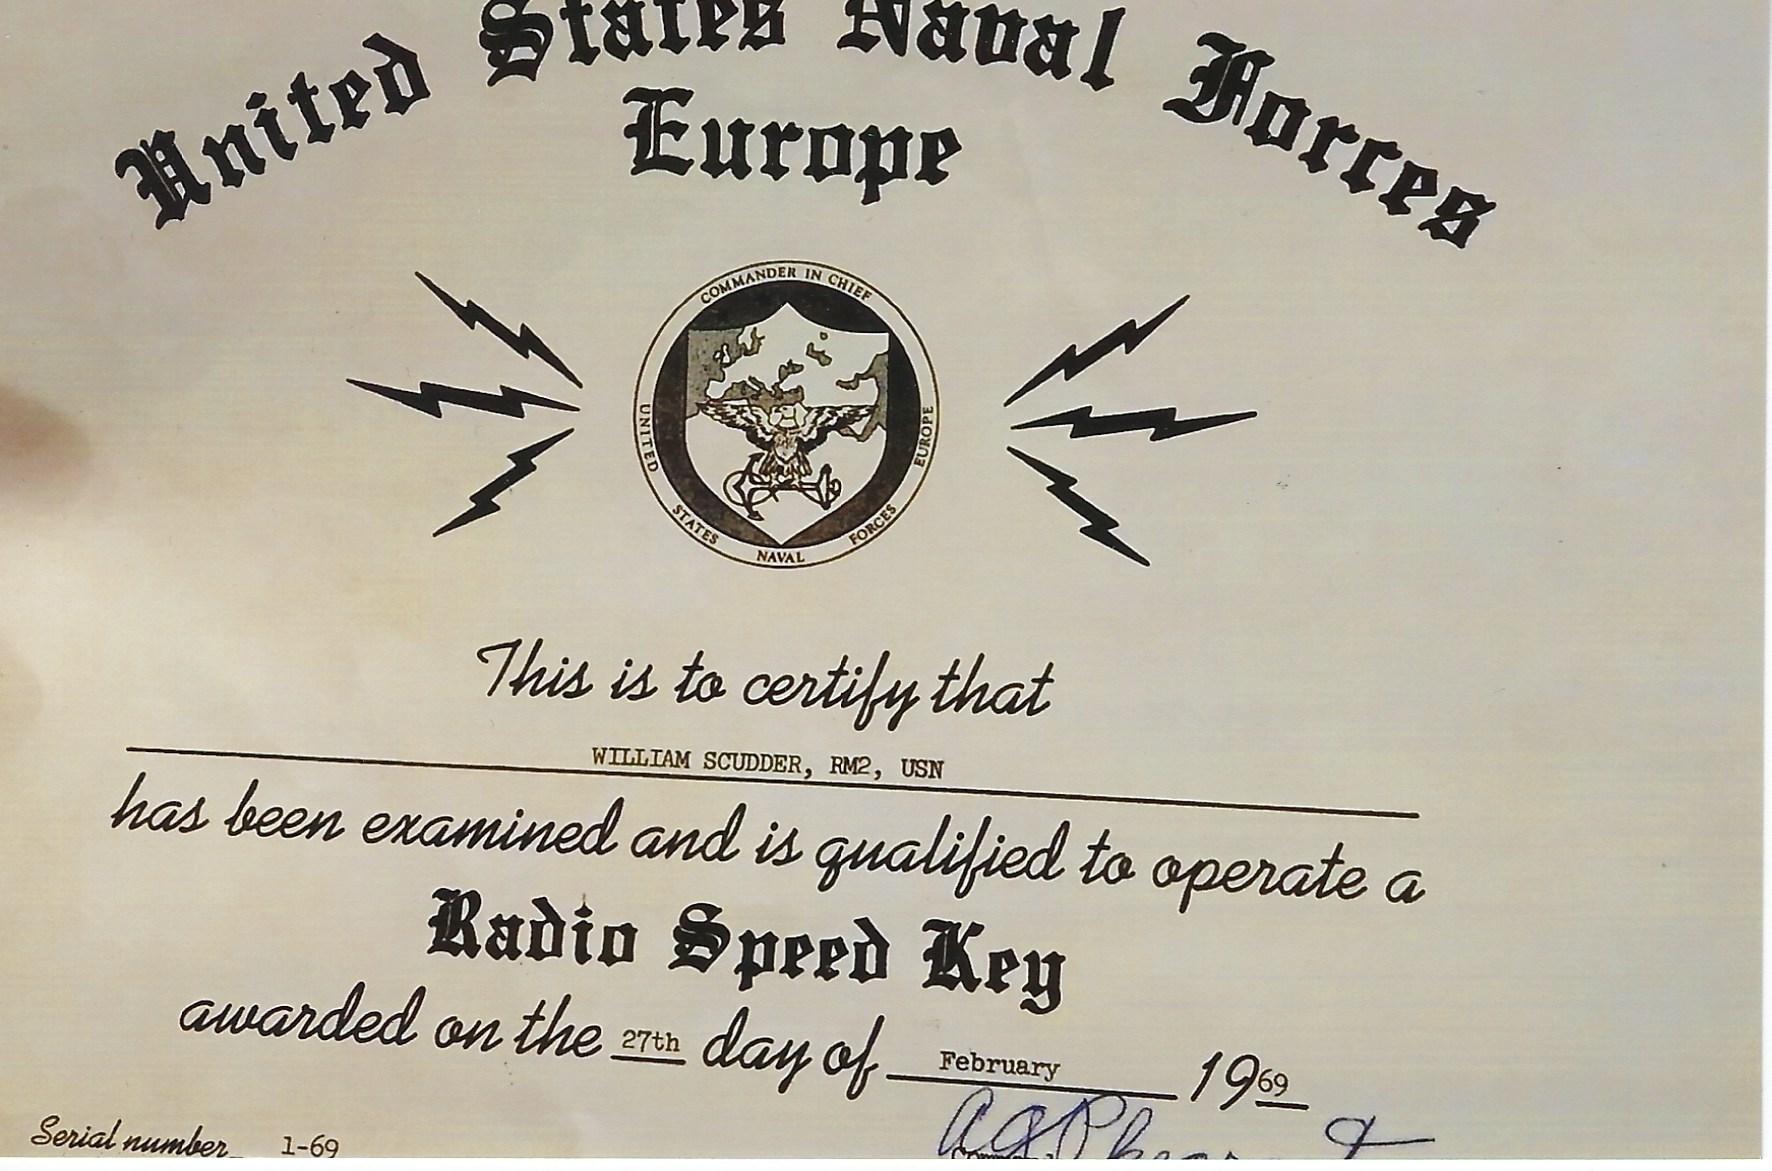 United States Naval Forces
Europe
COMMANDER IN CHIEF
UNITED STATES NAVAL FORCES EUROPE
This is to certify that
WILLIAM SCUDDER, RM2, USN
has been examined and is qualified to operate a
Radio Speed Key
awarded on the 27th day of February 1969
Serial number 1-69